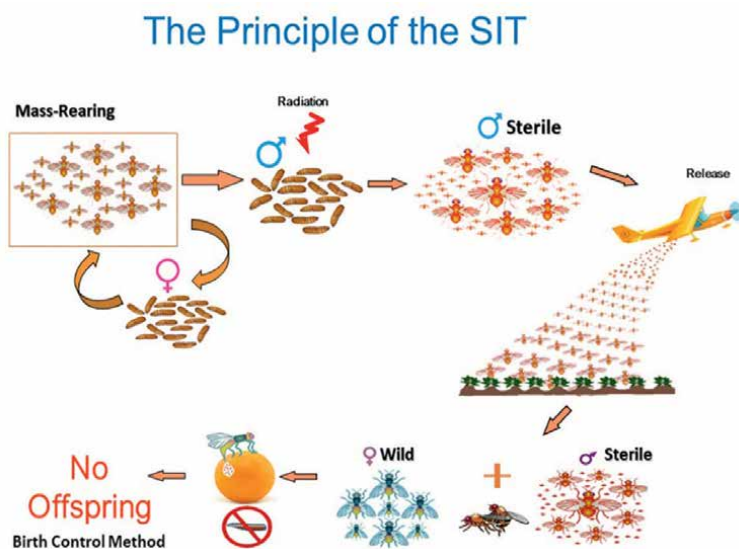 The Principle of the SIT
Mass-Rearing
Radiation
♂
♂ Sterile
Release
♀
♀ Wild
+
♂ Sterile
No
Offspring
Birth Control Method